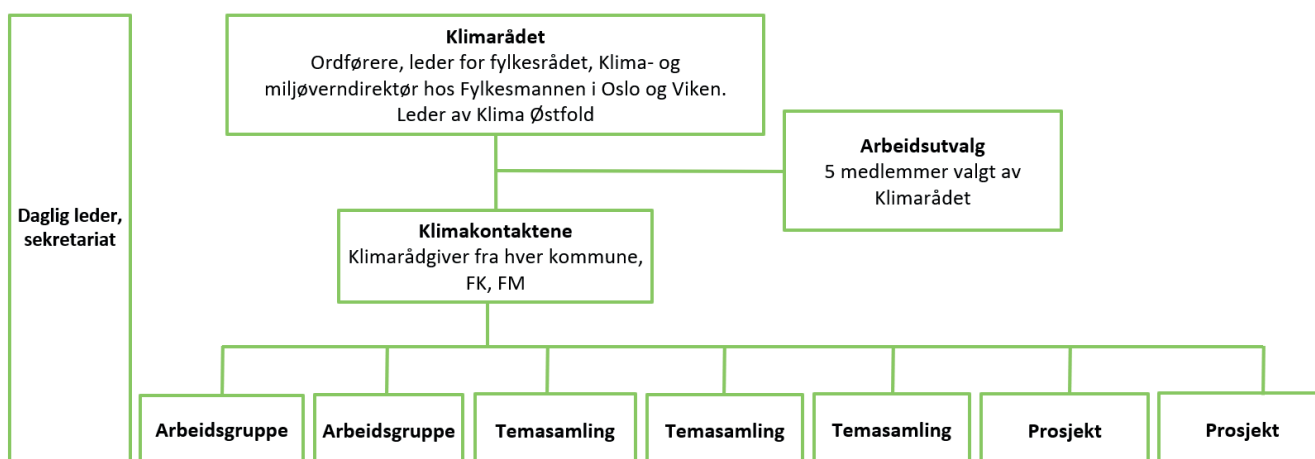 Klimarådet
Ordførere, leder for fylkesrådet, Klima- og
miljøverndirektør hos Fylkesmannen i Oslo og Viken.
Leder av Klima Østfold
Arbeidsutvalg
5 medlemmer valgt av
Klimarådet
Daglig leder,
sekretariat
Klimakontaktene
Klimarådgiver fra hver kommune,
FK, FM
Arbeidsgruppe
Arbeidsgruppe
Temasamling
Temasamling
Temasamling
Prosjekt
Prosjekt